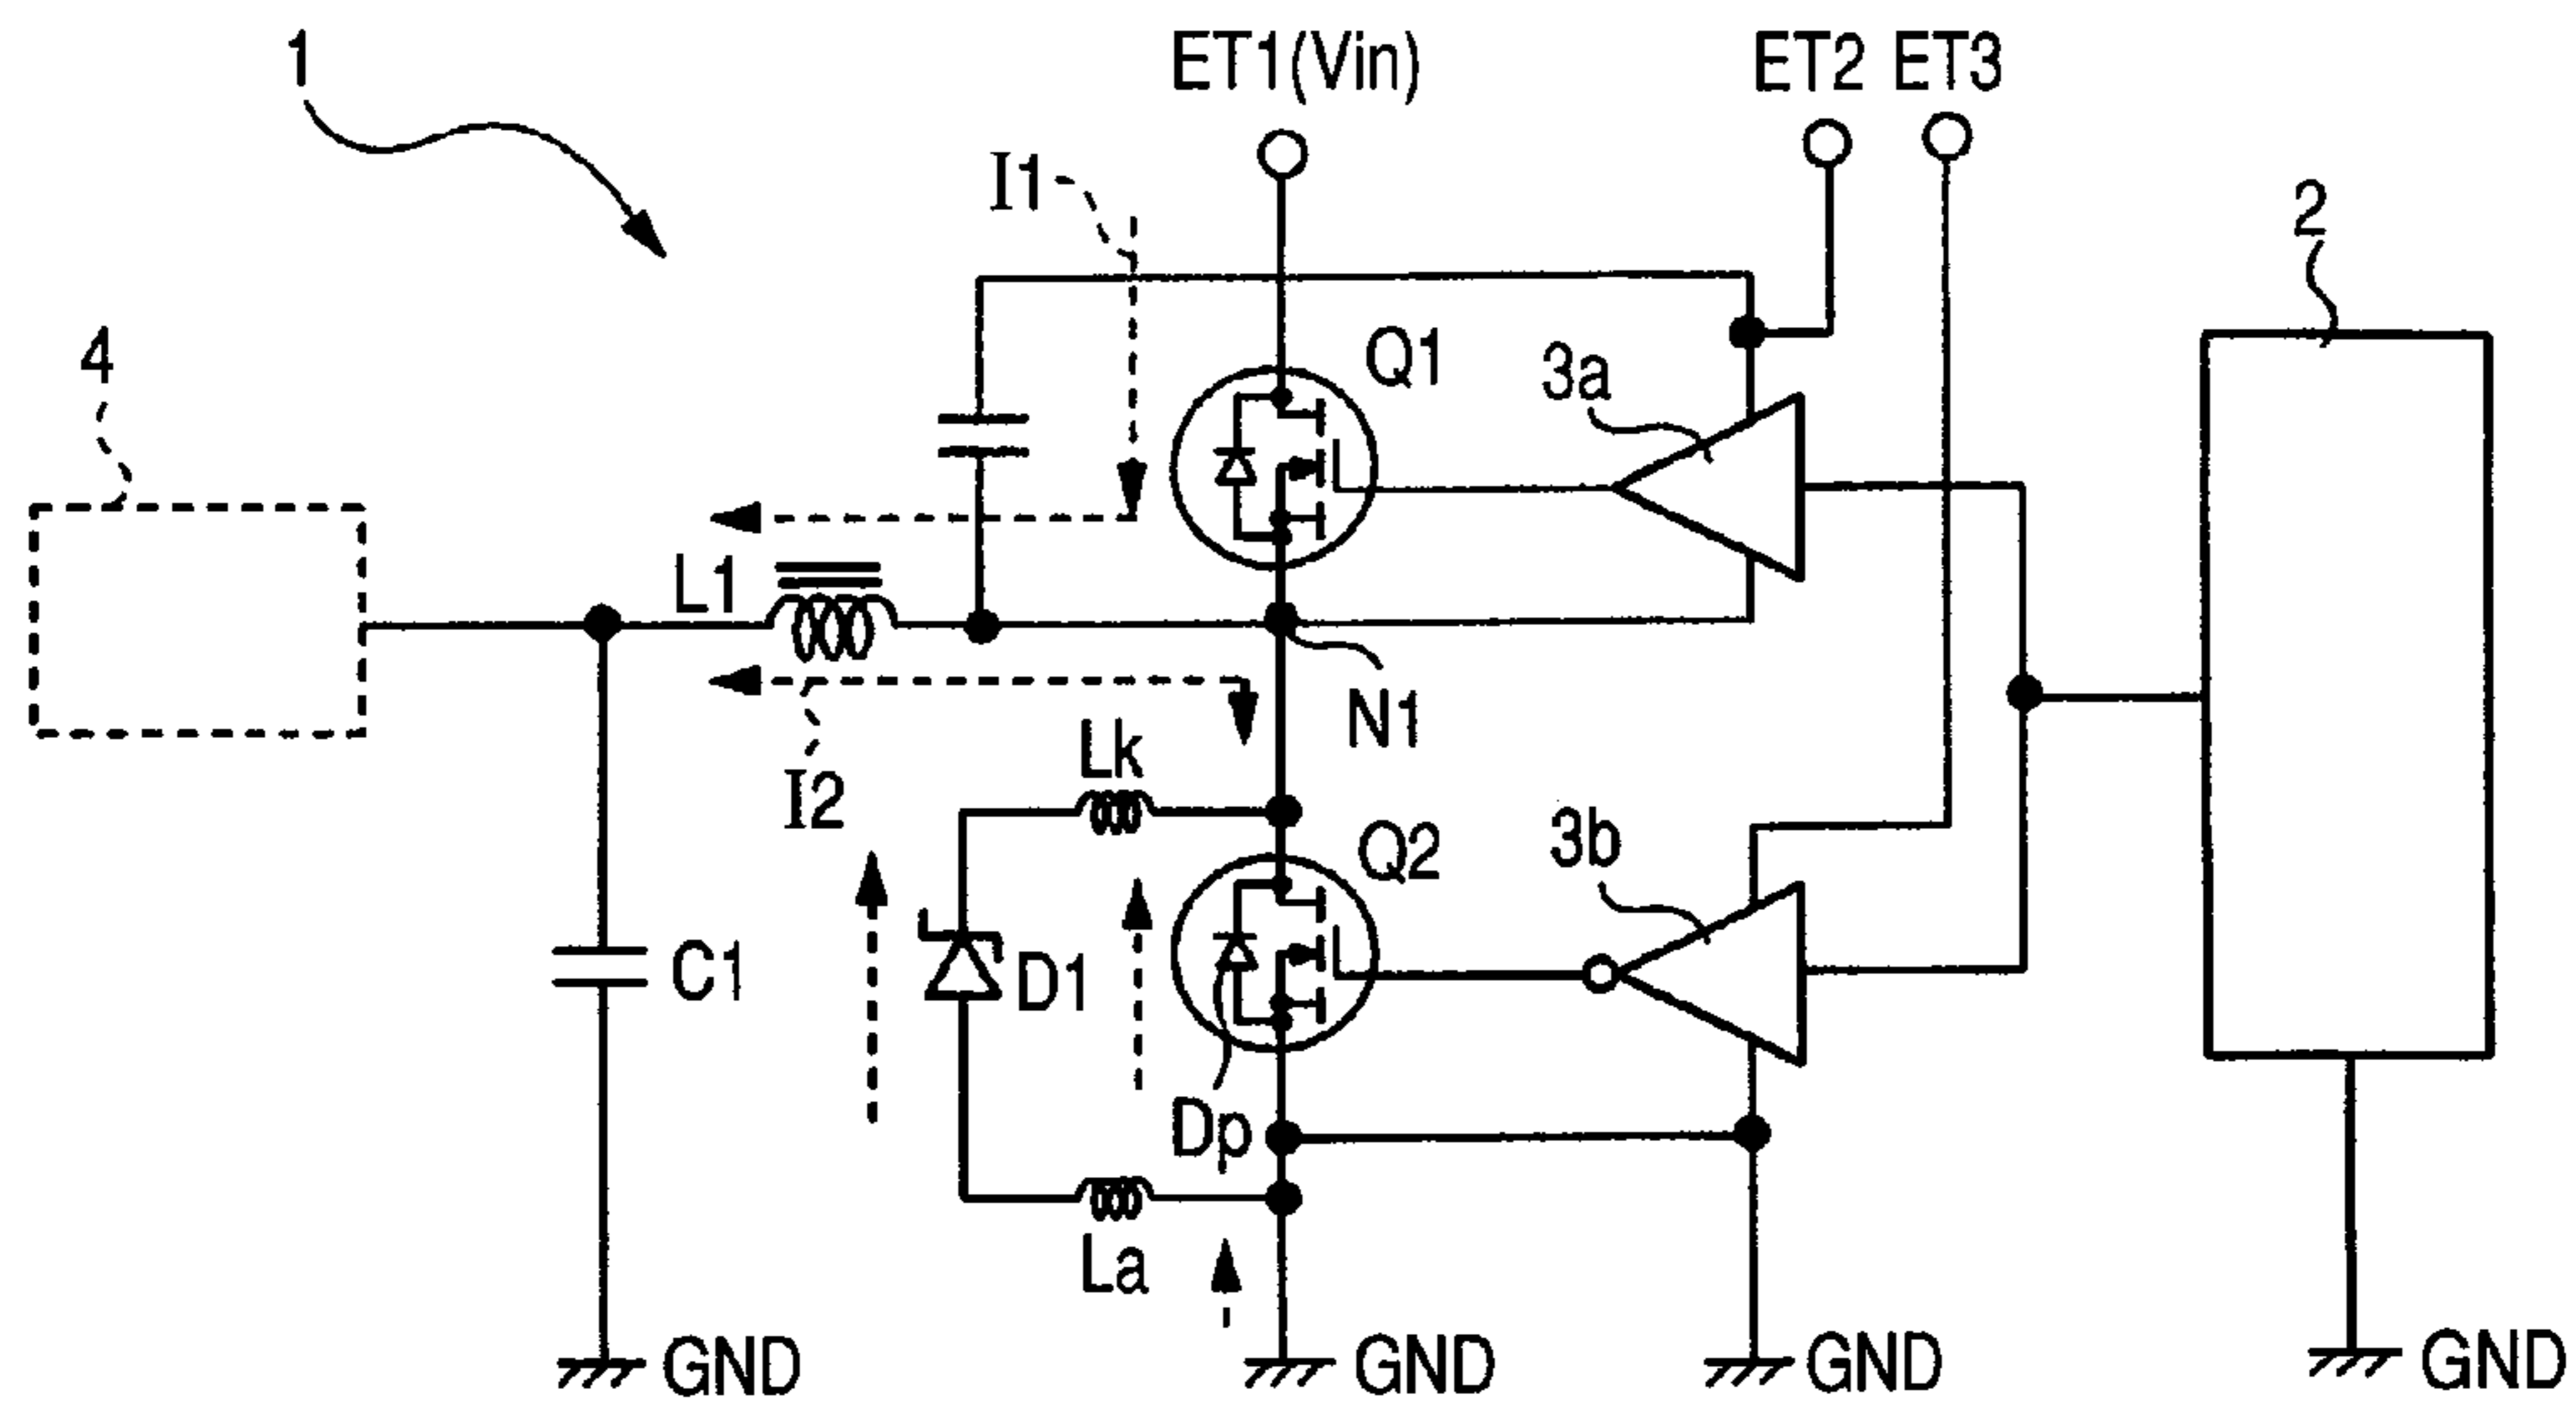 1
ET1(Vin)
ET2
ET3
I1
2
4
Q1
3a
L1
N1
Lk
I2
Q2
3b
C1
D1
Dp
La
GND
GND
GND
GND